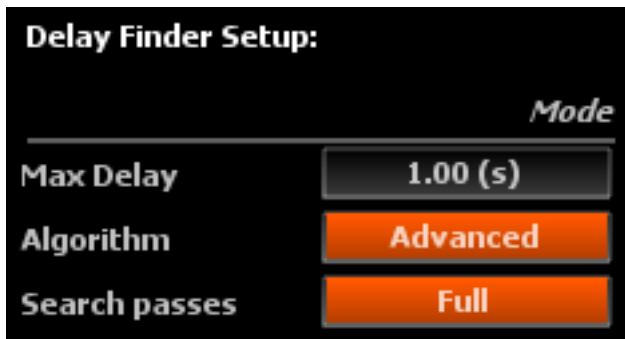 Delay Finder Setup:
Mode
Max Delay 1.00 (s)
Algorithm Advanced
Search passes Full